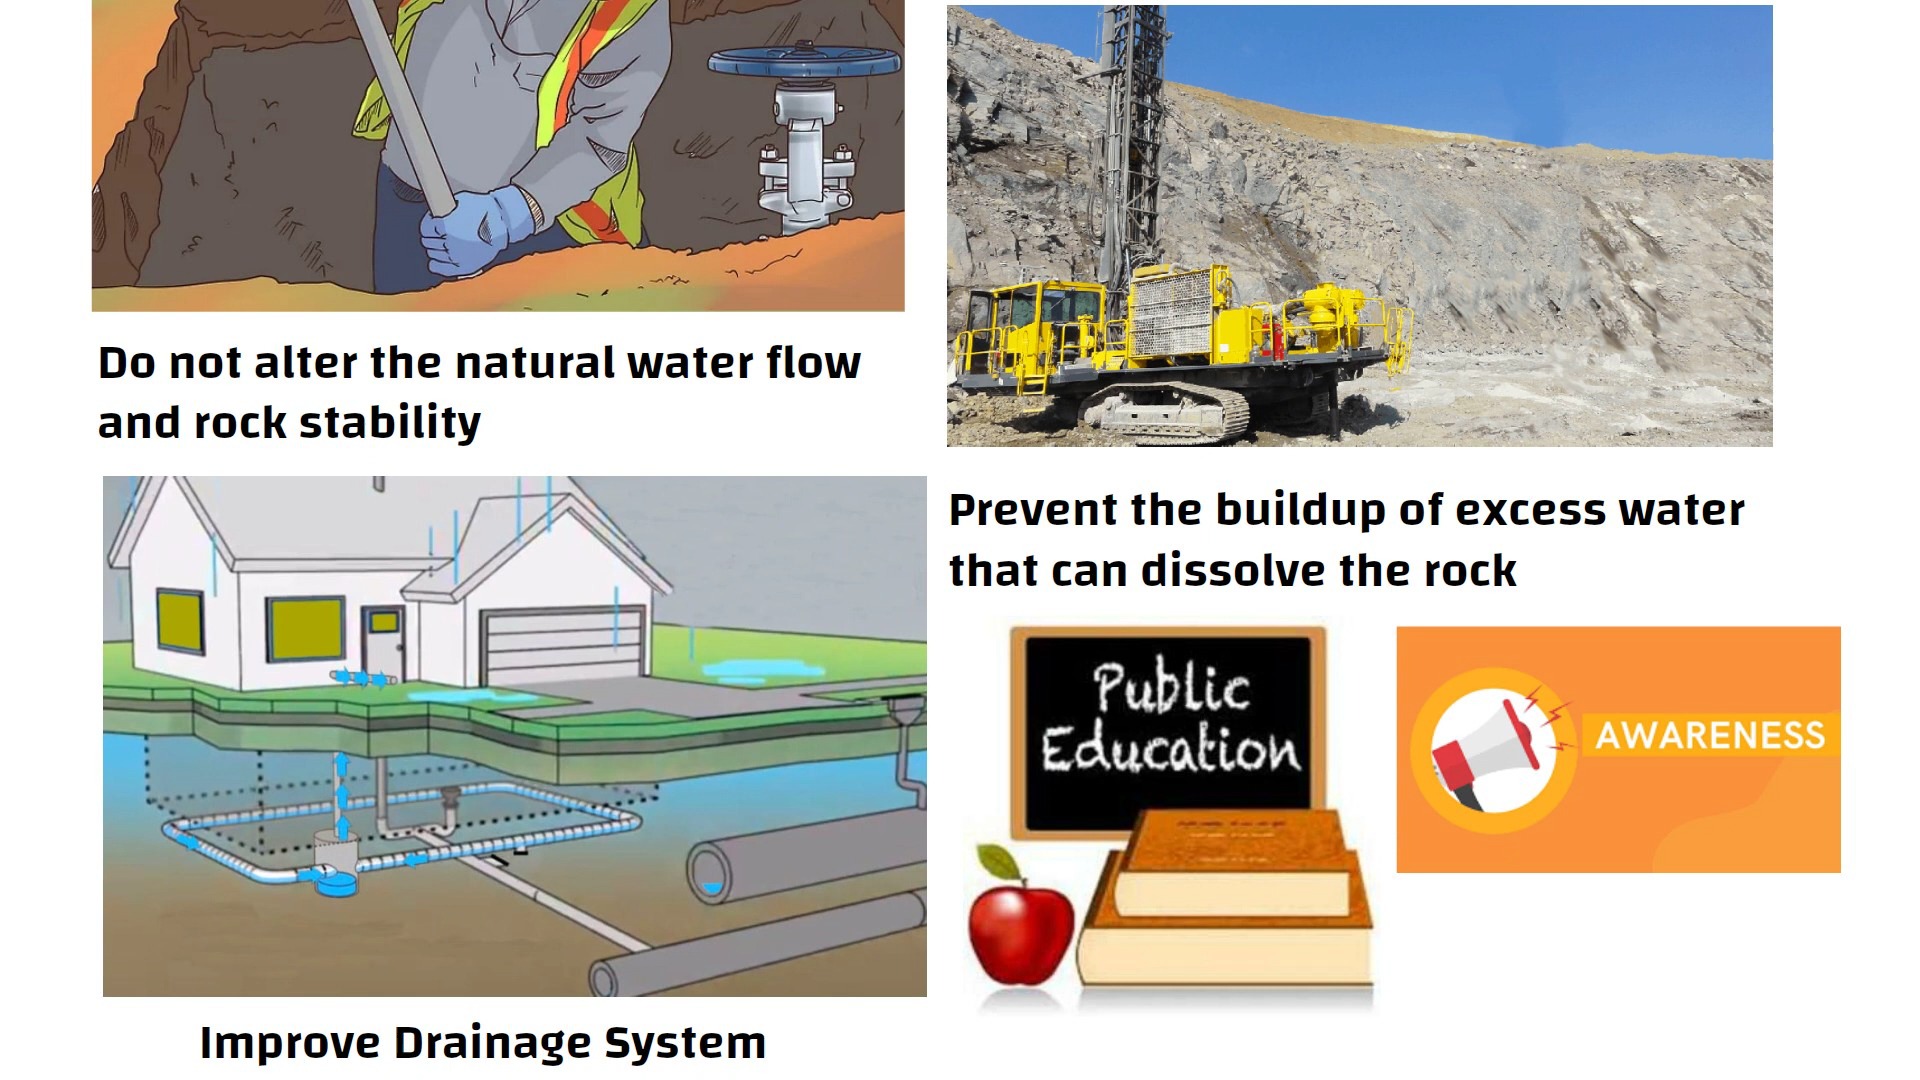 Do not alter the natural water flow
and rock stability
Prevent the buildup of excess water
that can dissolve the rock
Public
Education
AWARENESS
Improve Drainage System